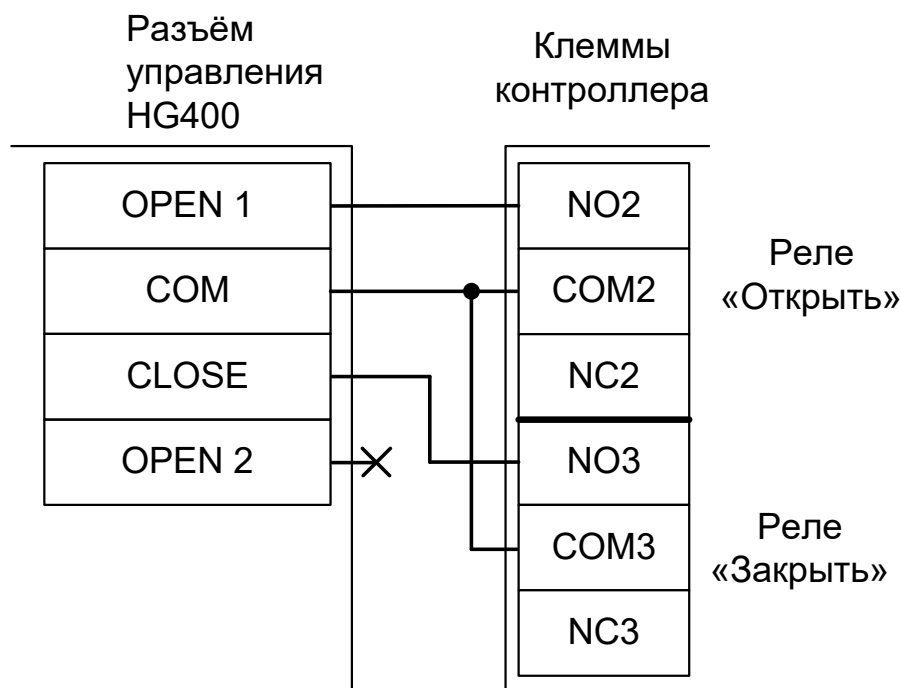 Разъём
управления
HG400
Клеммы
контроллера
OPEN 1
COM
CLOSE
OPEN 2
NO2
COM2
NC2
NO3
COM3
NC3
Реле
«Открыть»
Реле
«Закрыть»